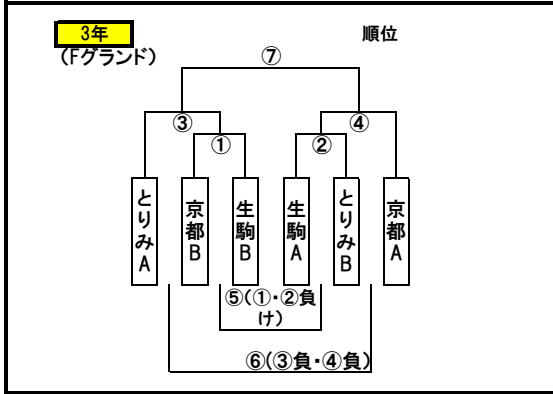 3年
順位
(Fグランド)
⑦
③
④
①
②
とりみA
京都B
生駒B
生駒A
とりみB
京都A
⑤(①・②負
け)
⑥(③負・④負)